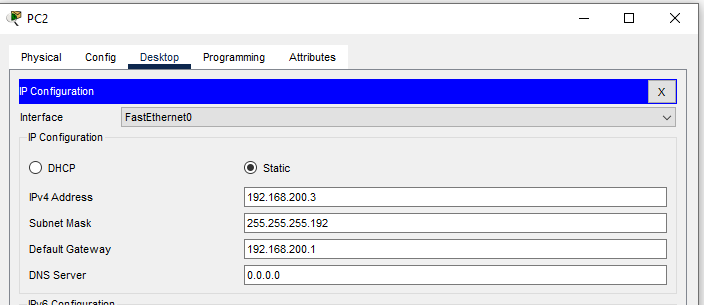 PC2
Physical Config Desktop Programming Attributes
IP Configuration X
Interface FastEthernet0
IP Configuration
DHCP Static
IPv4 Address 192.168.200.3
Subnet Mask 255.255.255.192
Default Gateway 192.168.200.1
DNS Server 0.0.0.0
IPv6 Configuration